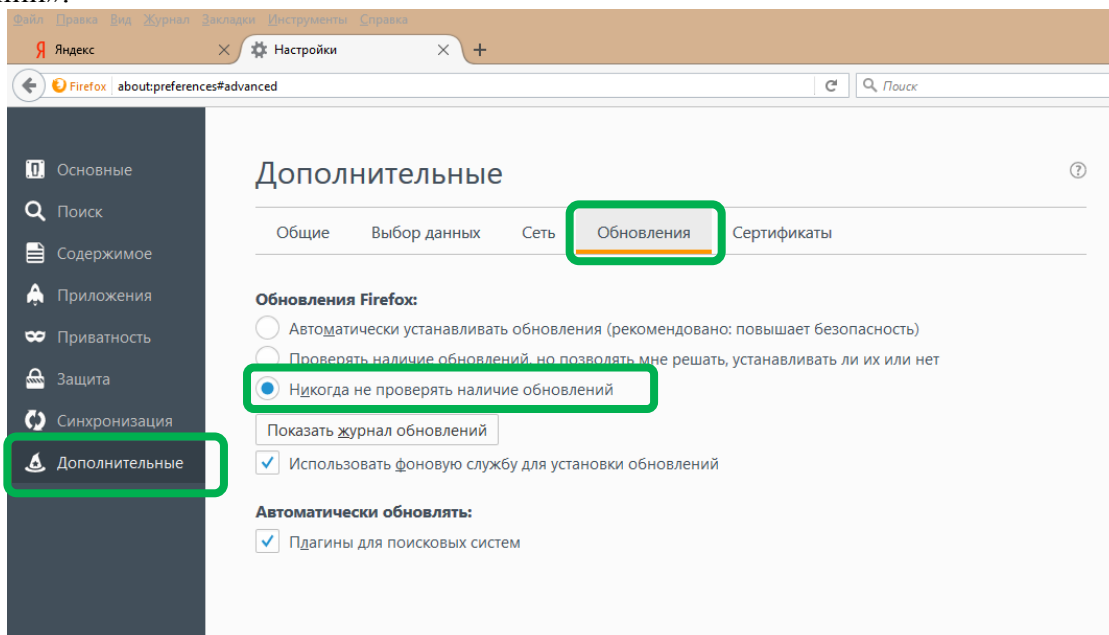 Файл Правка Вид Журнал Закладки Инструменты Справка
Я Яндекс Настройки
Firefox about:preferences#advanced Поиск
Основные
Поиск
Содержимое
Приложения
Приватность
Защита
Синхронизация
Дополнительные
Дополнительные
Общие Выбор данных Сеть Обновления Сертификаты
Обновления Firefox:
Автоматически устанавливать обновления (рекомендовано: повышает безопасность)
Проверять наличие обновлений, но позволять мне решать, устанавливать ли их или нет
Никогда не проверять наличие обновлений
Показать журнал обновлений
Использовать фоновую службу для установки обновлений
Автоматически обновлять:
Плагины для поисковых систем